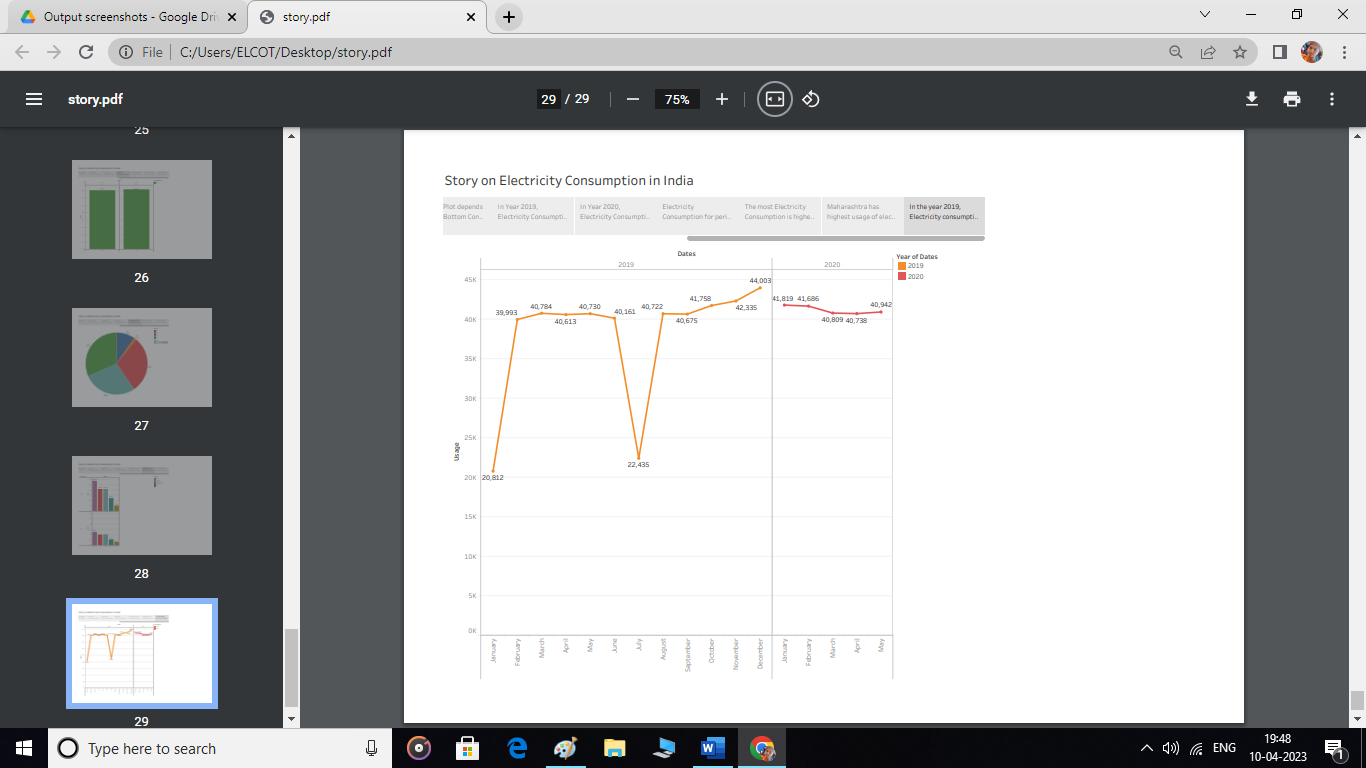 Output screenshots - Google Dri
story.pdf
File
C:/Users/ELCOT/Desktop/story.pdf
story.pdf
29 / 29
75%
25
26
27
28
29
Story on Electricity Consumption in India
Plot depends
Bottom Con..
In Year 2019,
Electricity Consumpti..
In Year 2020,
Electricity Consumpti..
Electricity
Consumption for peri..
The most Electricity
Consumption is highe..
Maharashtra has
highest usage of elec..
In the year 2019,
Electricity consumpti..
Dates
2019
2020
Year of Dates
2019
2020
Usage
45K
40K
35K
30K
25K
20K
15K
10K
5K
0K
20,812
39,993
40,784
40,613
40,730
40,161
22,435
40,722
40,675
41,758
42,335
44,003
41,819
41,686
40,809
40,738
40,942
January
February
March
April
May
June
July
August
September
October
November
December
January
February
March
April
May
Type here to search
ENG
19:48
10-04-2023
1